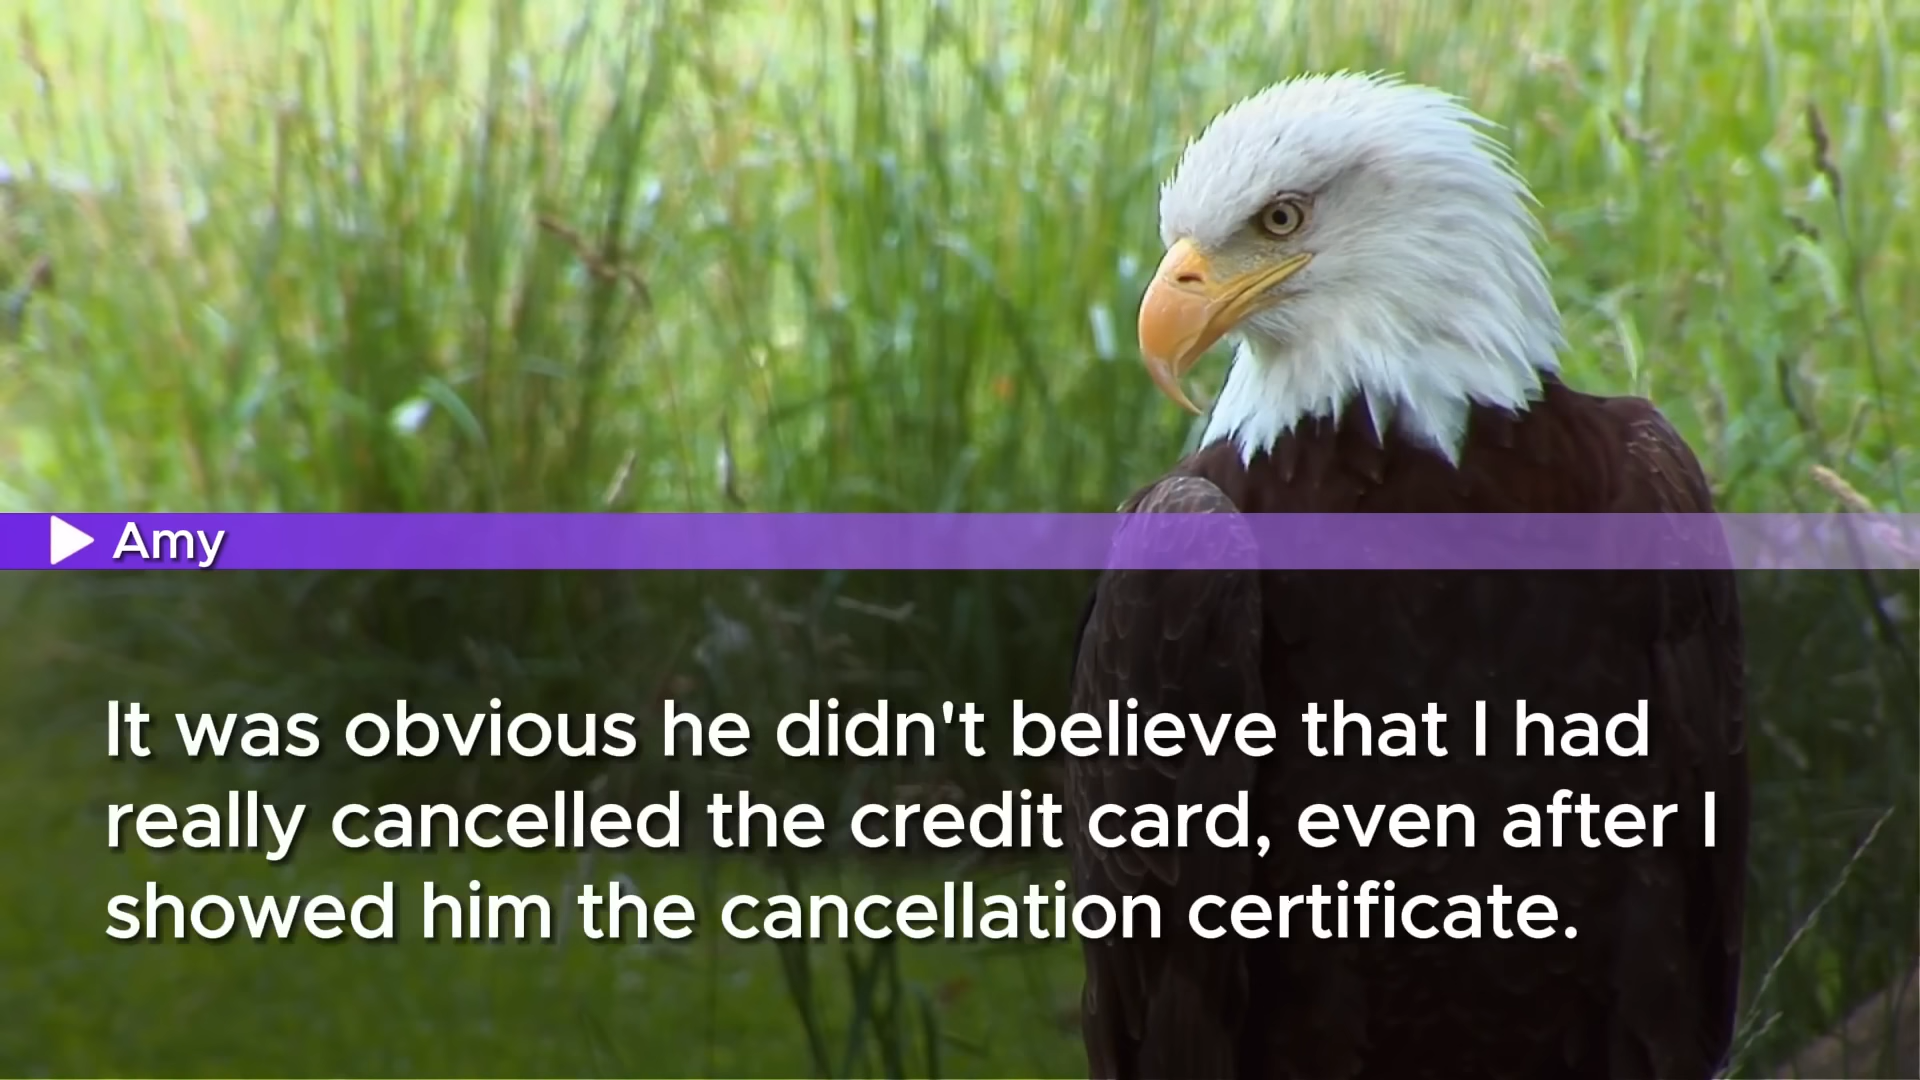 Amy
It was obvious he didn't believe that I had
really cancelled the credit card, even after I
showed him the cancellation certificate.